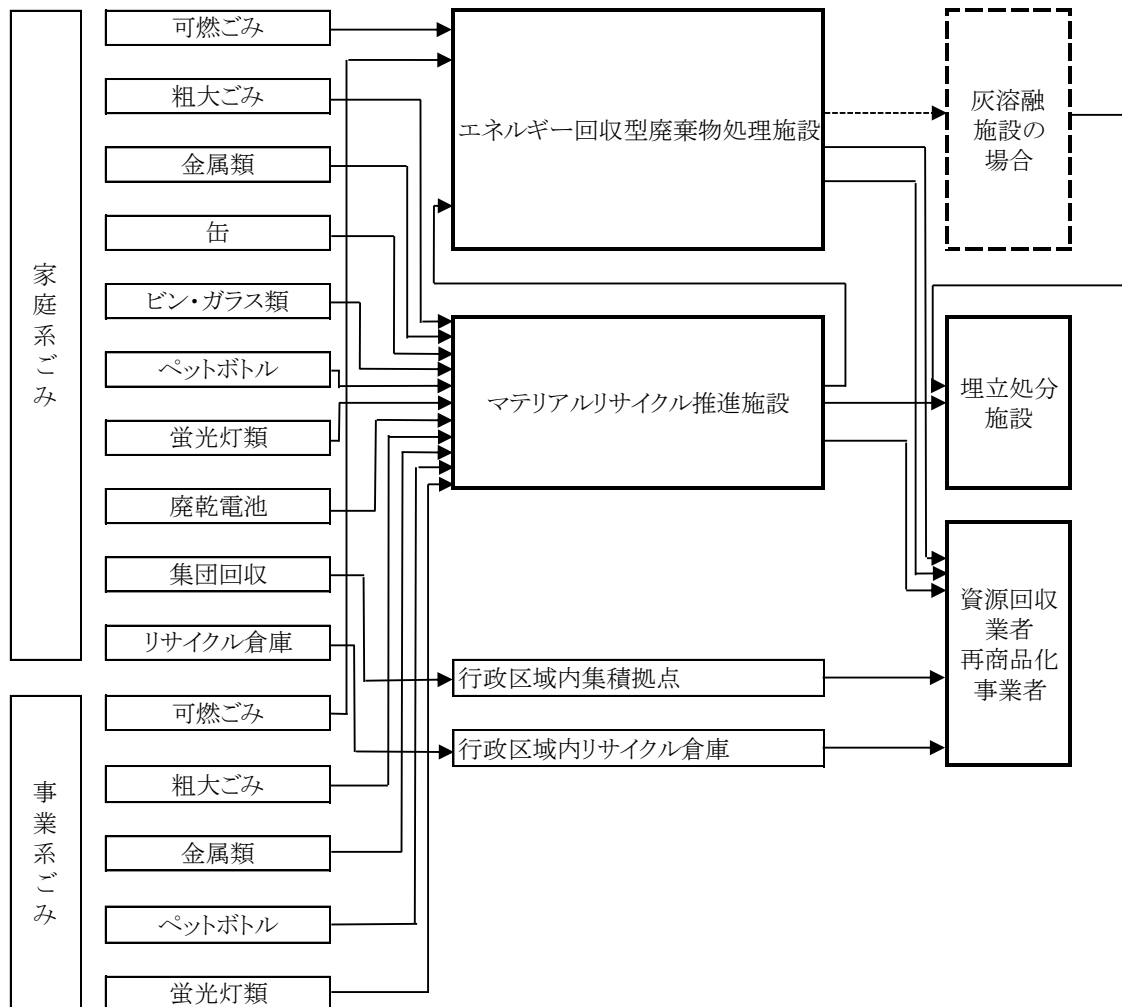 家庭系ごみ
可燃ごみ
粗大ごみ
金属類
缶
ビン・ガラス類
ペットボトル
蛍光灯類
廃乾電池
集団回収
リサイクル倉庫
事業系ごみ
可燃ごみ
粗大ごみ
金属類
ペットボトル
蛍光灯類
エネルギー回収型廃棄物処理施設
マテリアルリサイクル推進施設
行政区域内集積拠点
行政区域内リサイクル倉庫
灰溶融
施設の
場合
埋立処分
施設
資源回収
業者
再商品化
事業者